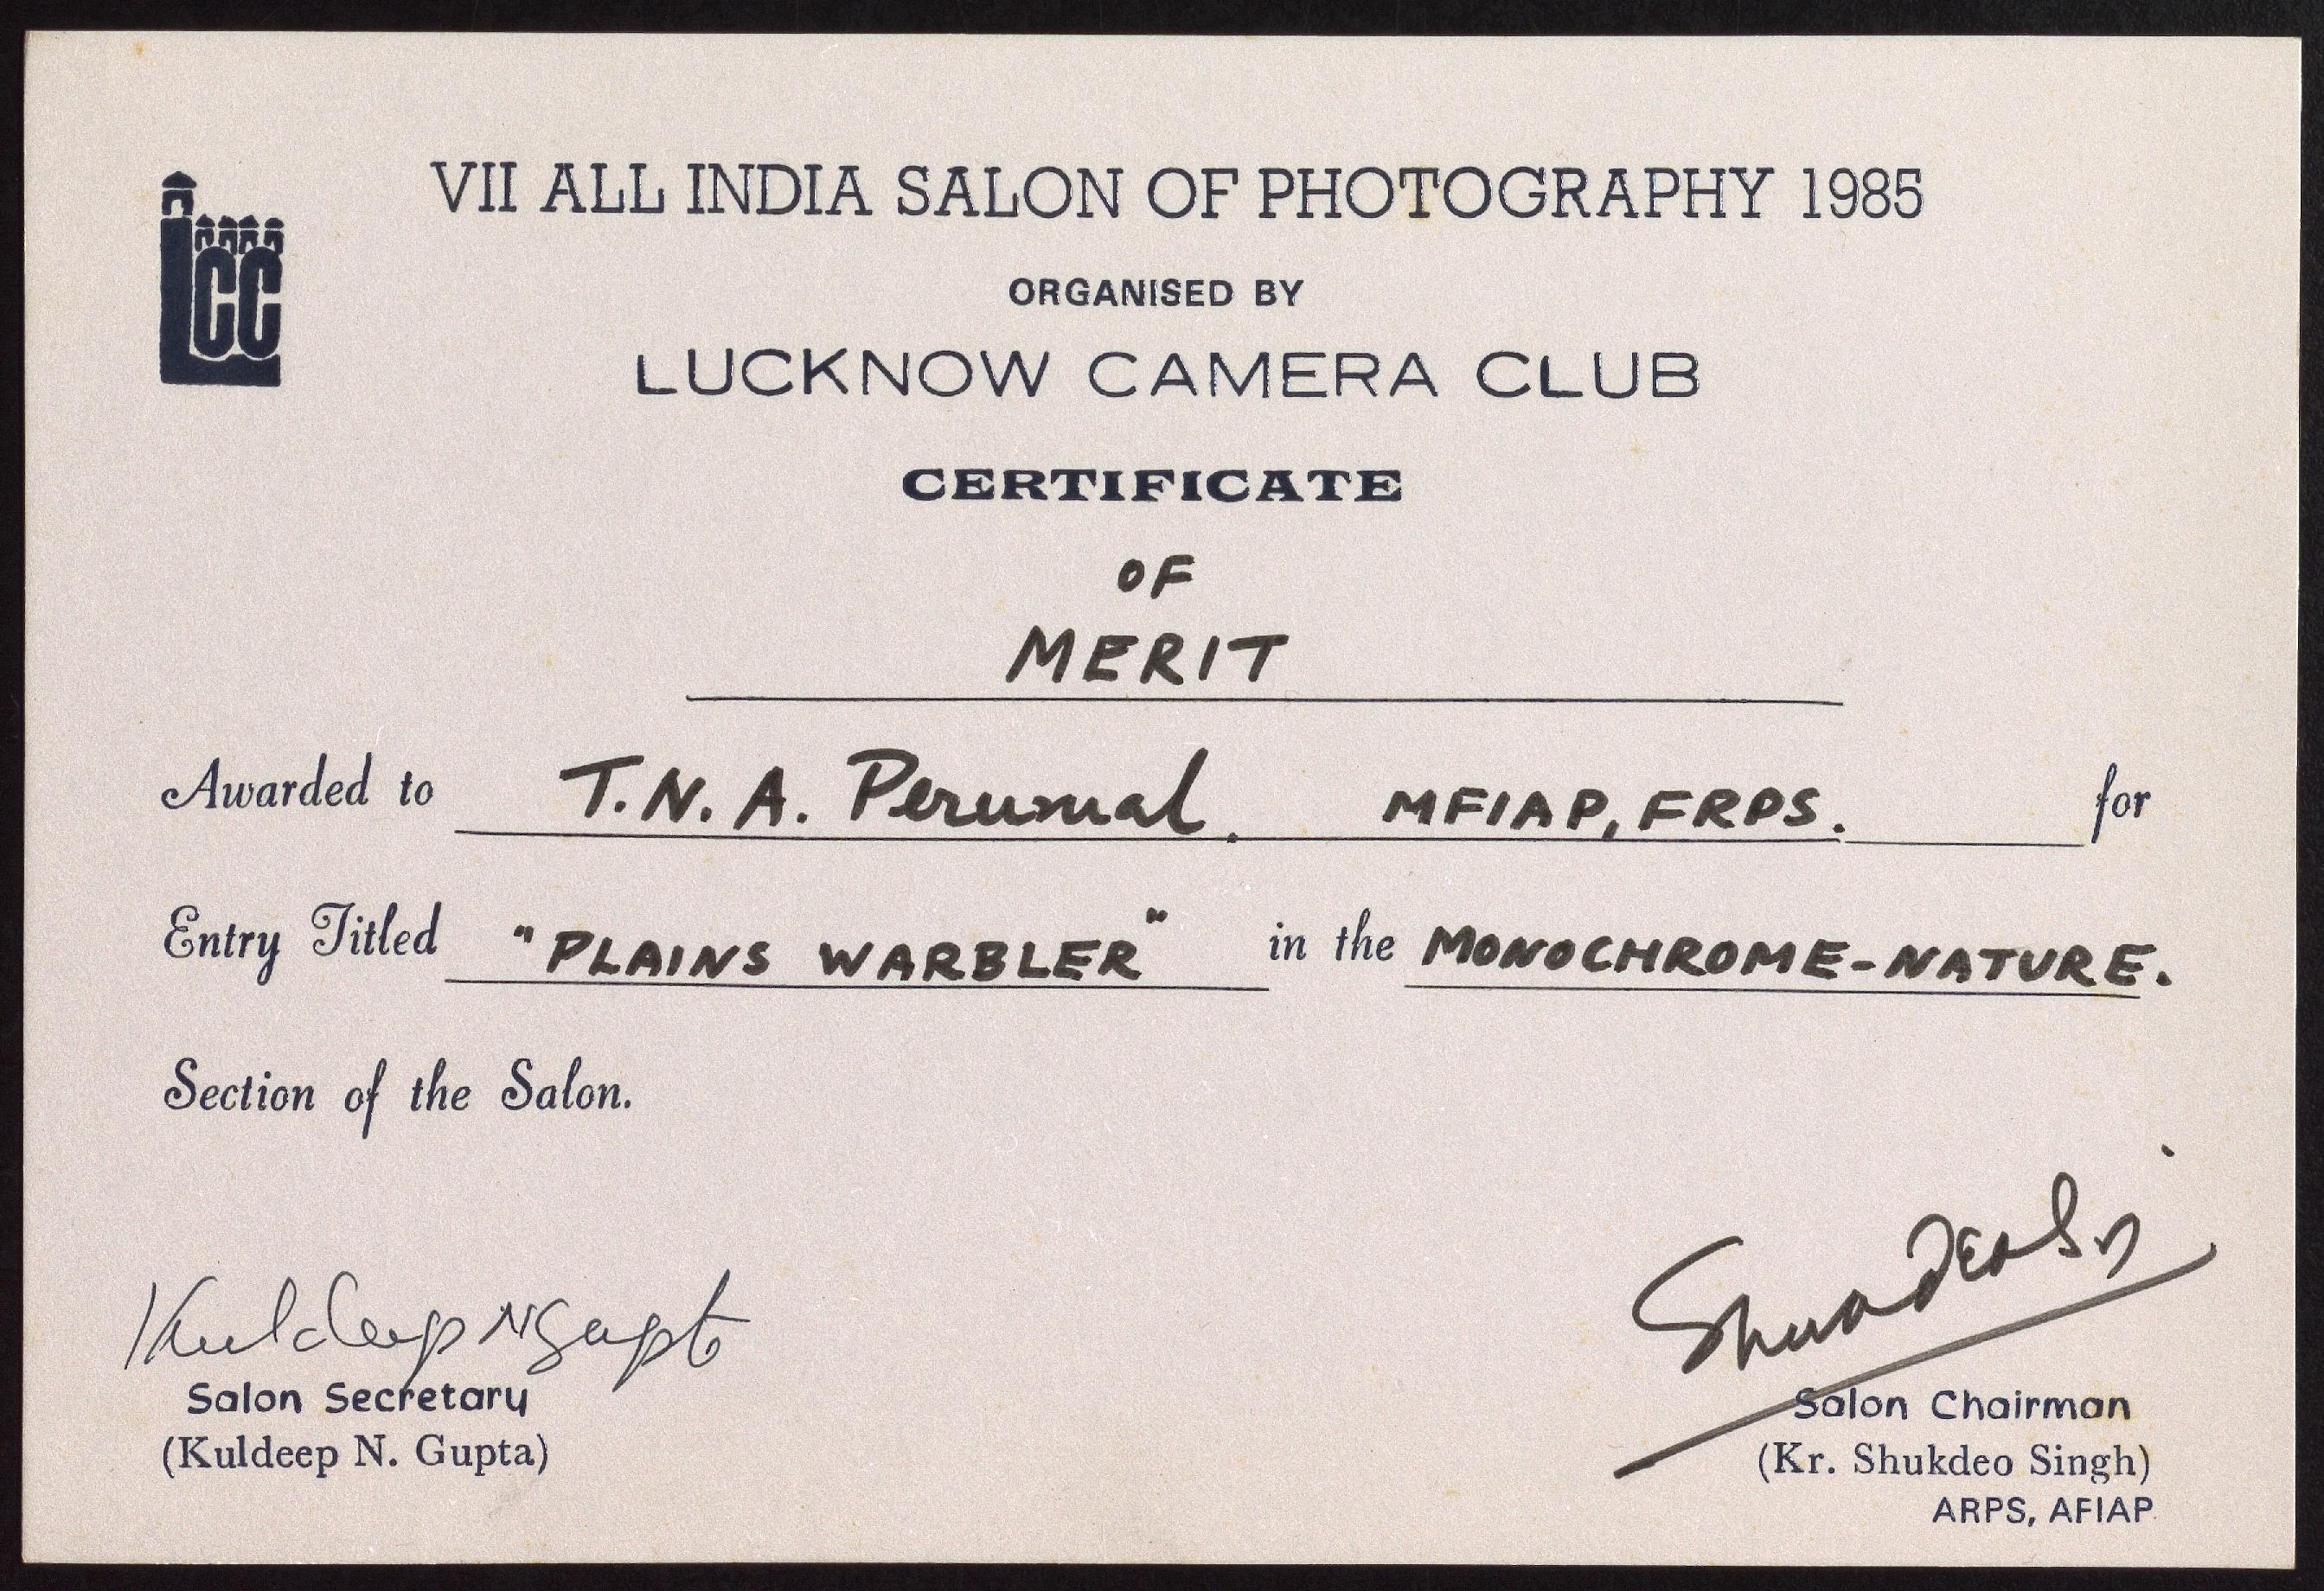 LCC
VII ALL INDIA SALON OF PHOTOGRAPHY 1985
ORGANISED BY
LUCKNOW CAMERA CLUB
CERTIFICATE
OF
MERIT
Awarded to T.N.A. Perumal. MFIAP, FRPS. for
Entry Titled "PLAINS WARBLER" in the MONOCHROME-NATURE.
Section of the Salon.
Kuldeep N Gupta
Salon Secretary
(Kuldeep N. Gupta)
Salon Chairman
(Kr. Shukdeo Singh)
ARPS, AFIAP